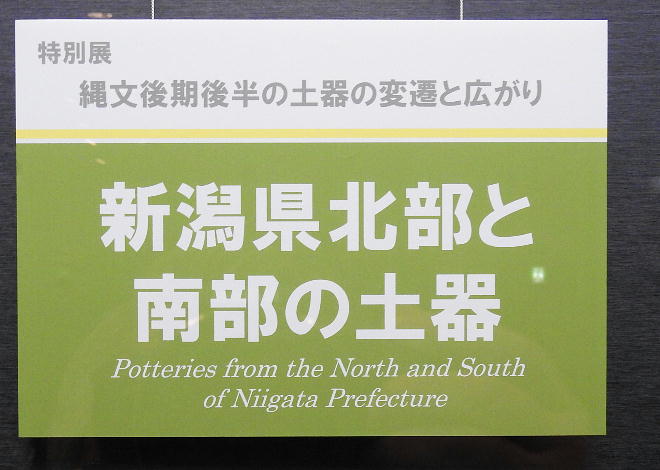 特別展
縄文後期後半の土器の変遷と広がり
新潟県北部と
南部の土器
Potteries from the North and South
of Niigata Prefecture